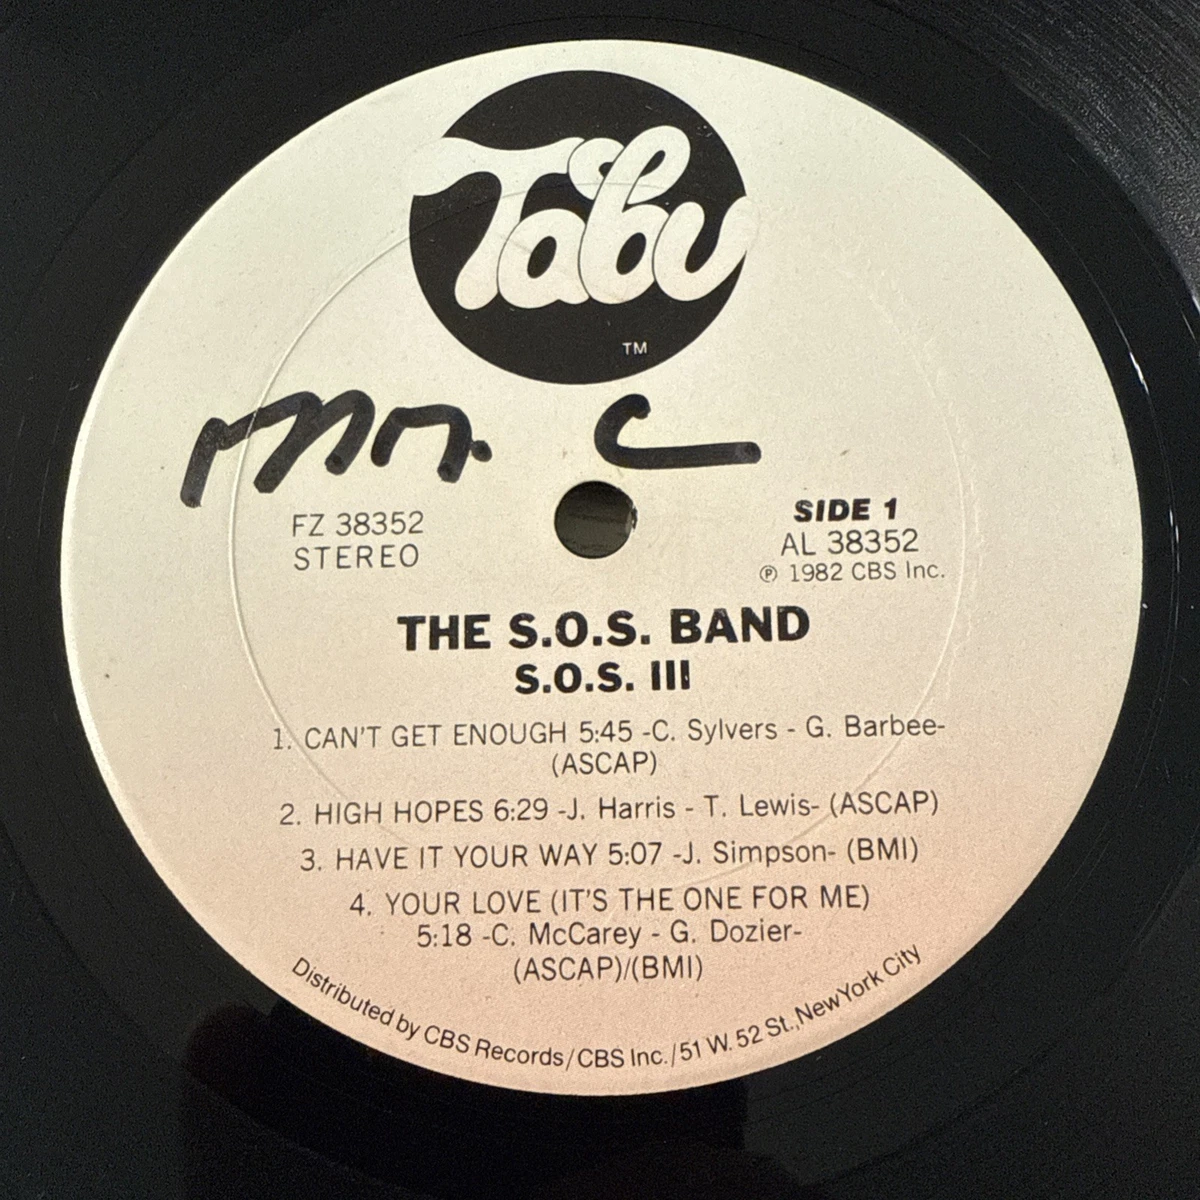 Tabu
TM
Mr. C
FZ 38352
STEREO
SIDE 1
AL 38352
℗ 1982 CBS Inc.
THE S.O.S. BAND
S.O.S. III
1. CAN'T GET ENOUGH 5:45 -C. Sylvers - G. Barbee-
(ASCAP)
2. HIGH HOPES 6:29 -J. Harris - T. Lewis- (ASCAP)
3. HAVE IT YOUR WAY 5:07 -J. Simpson- (BMI)
4. YOUR LOVE (IT'S THE ONE FOR ME)
5:18 -C. McCarey - G. Dozier-
(ASCAP)/(BMI)
Distributed by CBS Records/CBS Inc./51 W. 52 St., New York City